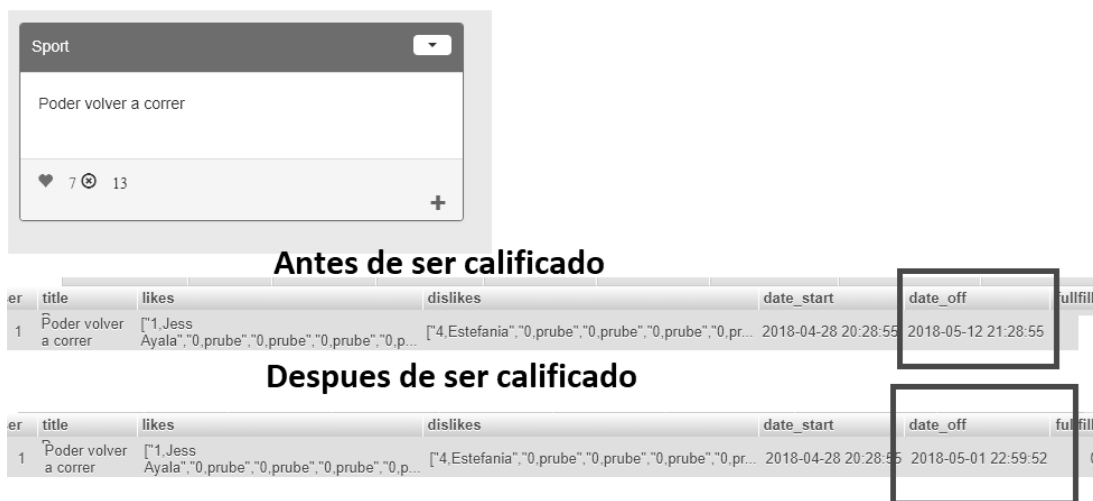 Sport
Poder volver a correr
7 13
Antes de ser calificado
er title likes dislikes date_start date_off fullfill
1 Poder volver ["1,Jess
a correr Ayala","0,prube","0,prube","0,prube","0,p... ["4,Estefania","0,prube","0,prube","0,prube","0,pr... 2018-04-28 20:28:55 2018-05-12 21:28:55
Despues de ser calificado
er title likes dislikes date_start date_off fullfill
1 Poder volver ["1,Jess
a correr Ayala","0,prube","0,prube","0,prube","0,p... ["4,Estefania","0,prube","0,prube","0,prube","0,pr... 2018-04-28 20:28:55 2018-05-01 22:59:52